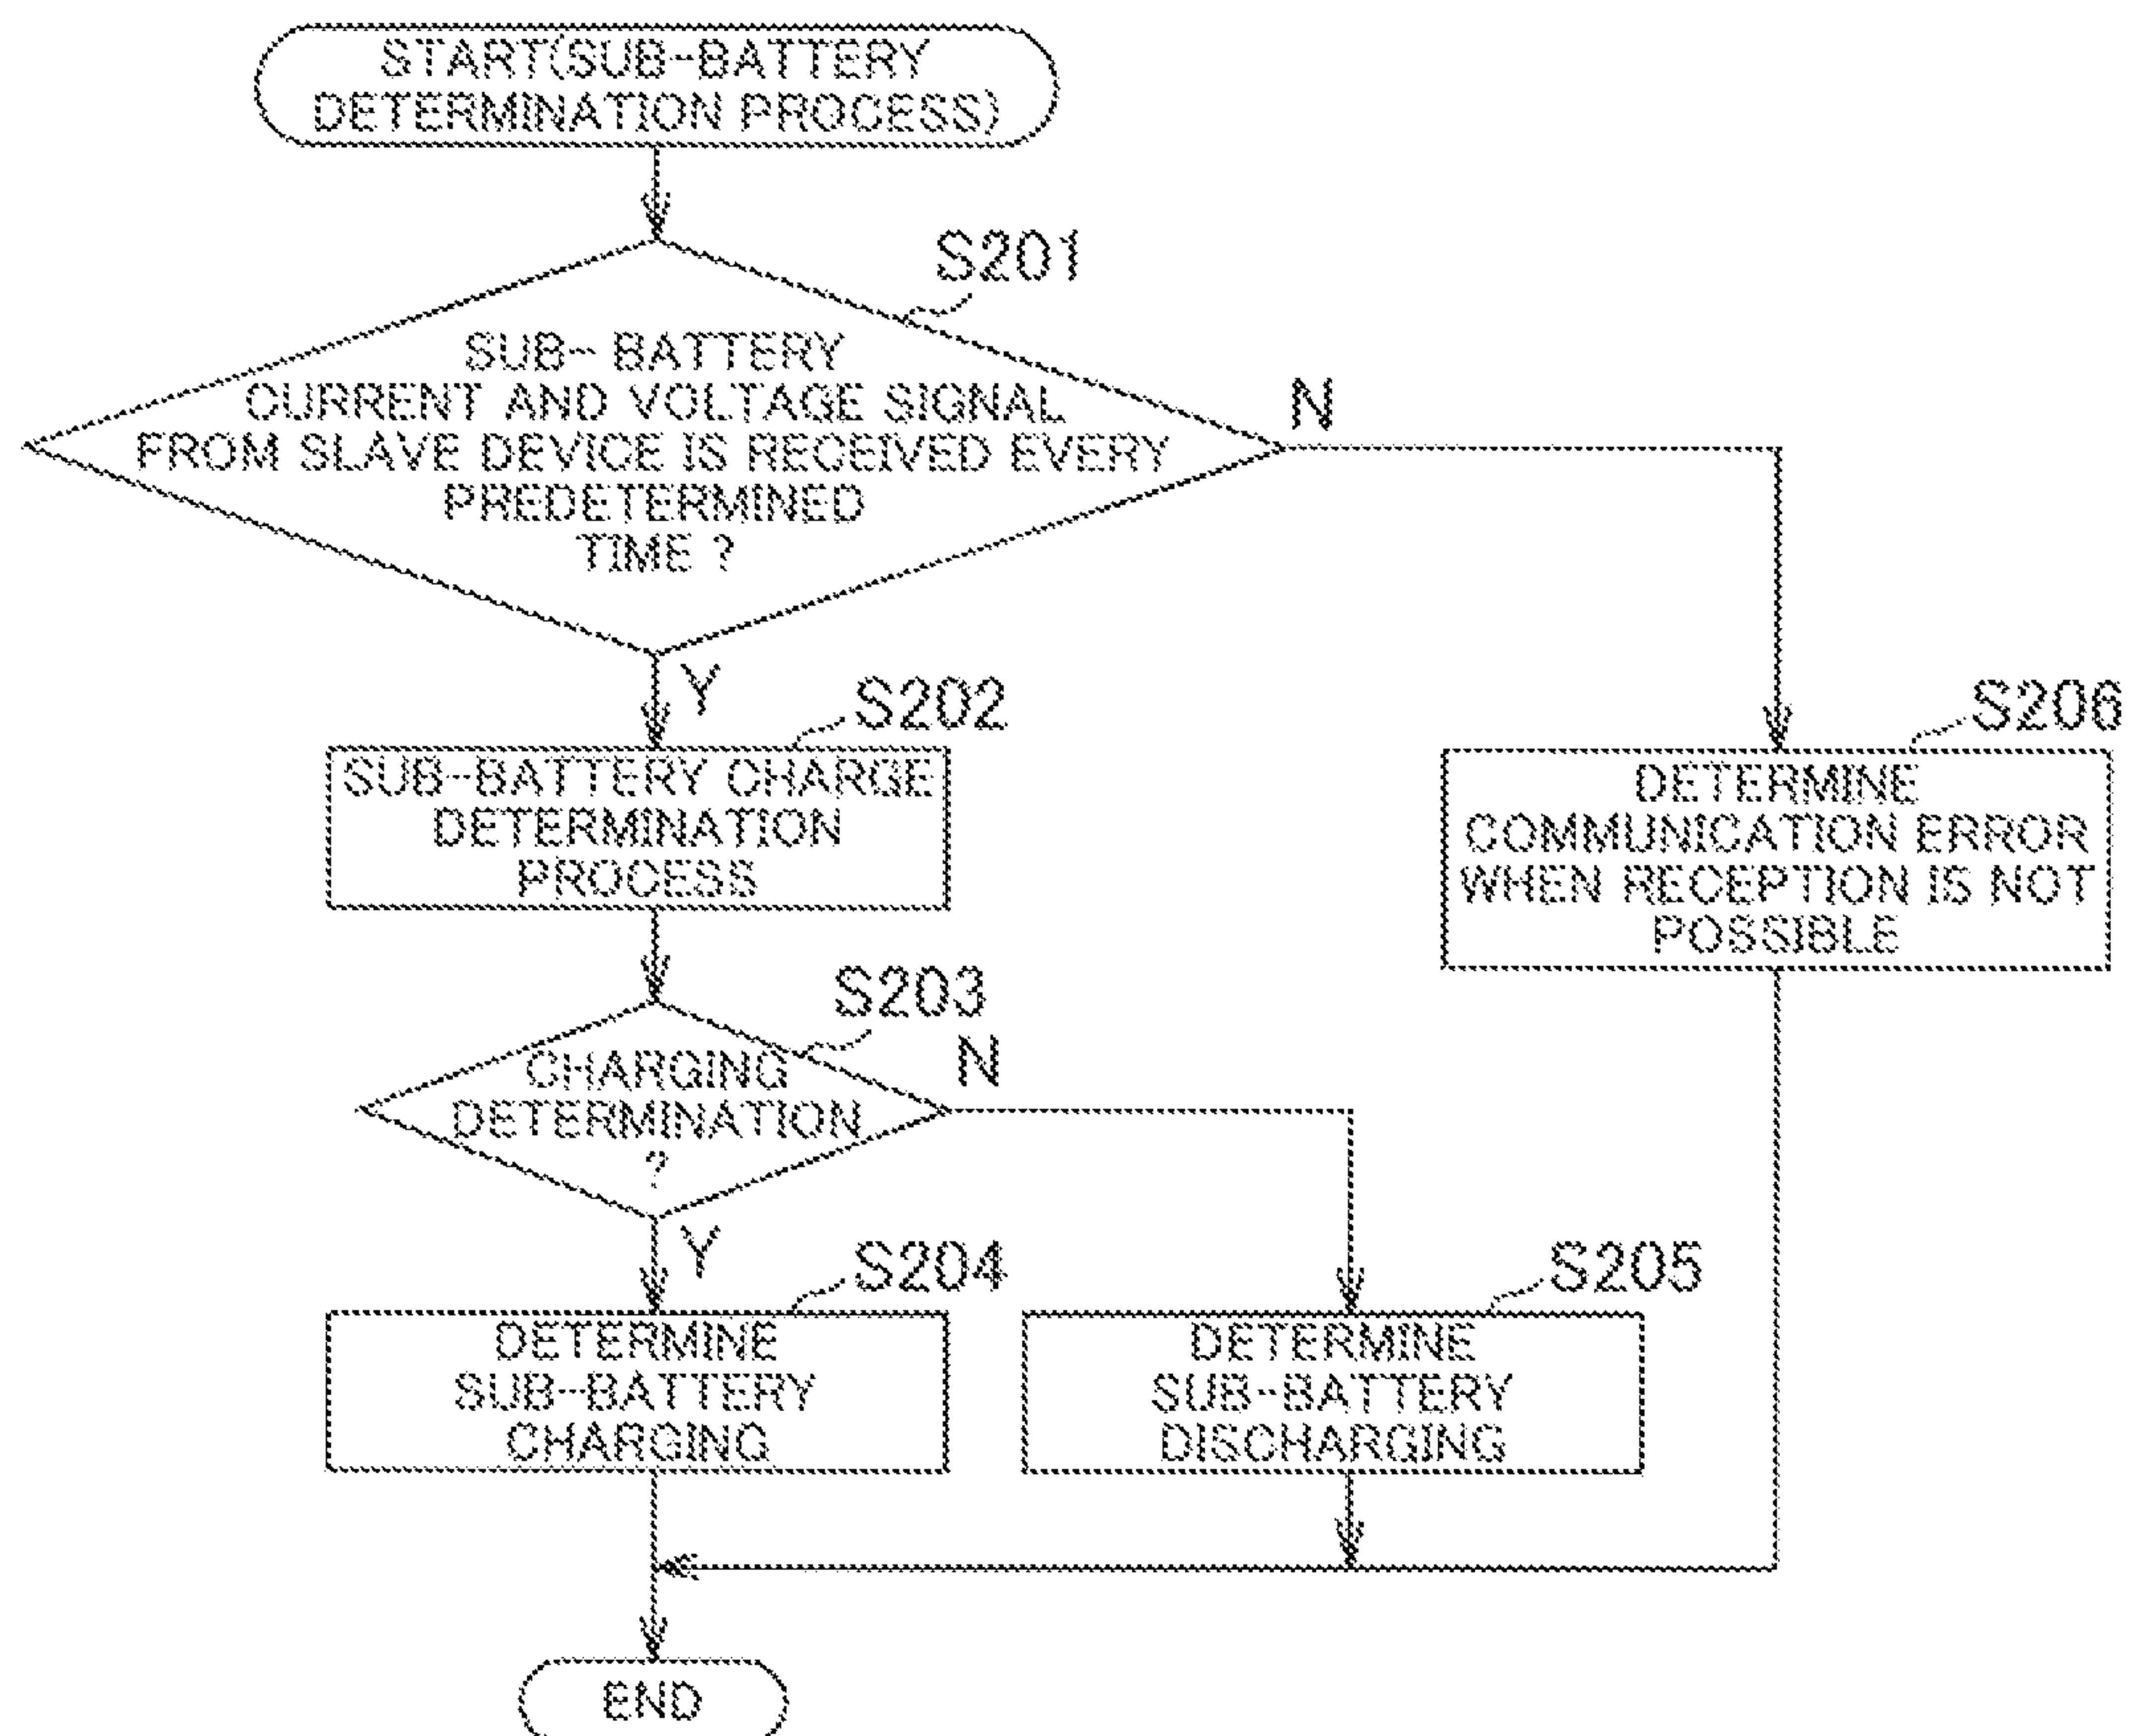 START(SUB-BATTERY
DETERMINATION PROCESS)
S201
SUB- BATTERY
CURRENT AND VOLTAGE SIGNAL
FROM SLAVE DEVICE IS RECEIVED EVERY
PREDETERMINED
TIME ?
N
Y
S202
SUB-BATTERY CHARGE
DETERMINATION
PROCESS
S206
DETERMINE
COMMUNICATION ERROR
WHEN RECEPTION IS NOT
POSSIBLE
S203
CHARGING
DETERMINATION
?
N
Y
S204
DETERMINE
SUB-BATTERY
CHARGING
S205
DETERMINE
SUB-BATTERY
DISCHARGING
END